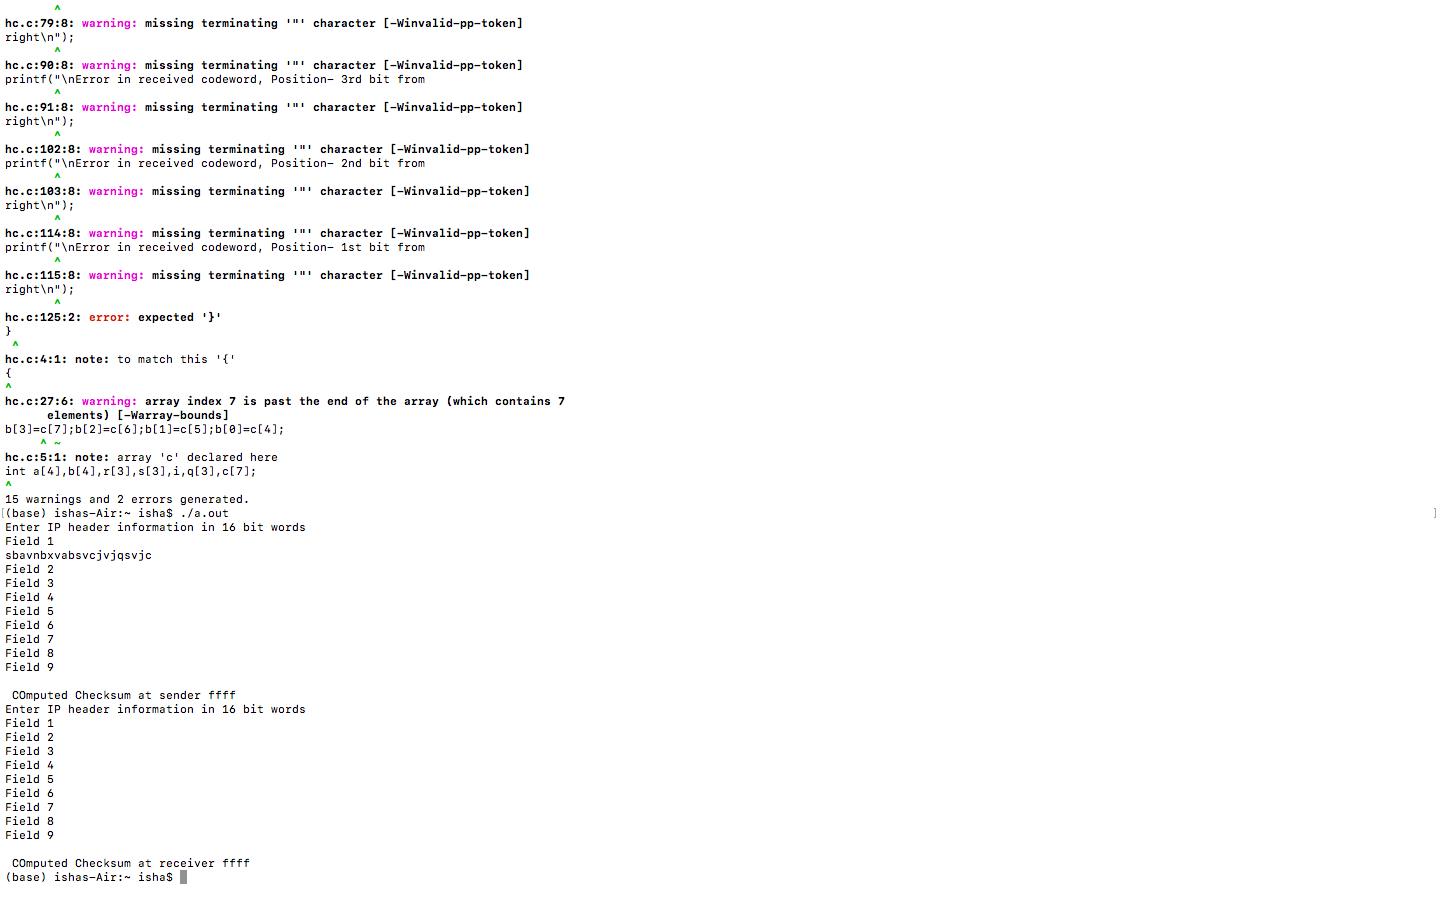 ^
hc.c:79:8: warning: missing terminating '"' character [-Winvalid-pp-token]
right\n");
^
hc.c:90:8: warning: missing terminating '"' character [-Winvalid-pp-token]
printf("\nError in received codeword, Position- 3rd bit from
^
hc.c:91:8: warning: missing terminating '"' character [-Winvalid-pp-token]
right\n");
^
hc.c:102:8: warning: missing terminating '"' character [-Winvalid-pp-token]
printf("\nError in received codeword, Position- 2nd bit from
^
hc.c:103:8: warning: missing terminating '"' character [-Winvalid-pp-token]
right\n");
^
hc.c:114:8: warning: missing terminating '"' character [-Winvalid-pp-token]
printf("\nError in received codeword, Position- 1st bit from
^
hc.c:115:8: warning: missing terminating '"' character [-Winvalid-pp-token]
right\n");
^
hc.c:125:2: error: expected '}'
}
^
hc.c:4:1: note: to match this '{'
{
^
hc.c:27:6: warning: array index 7 is past the end of the array (which contains 7
elements) [-Warray-bounds]
b[3]=c[7];b[2]=c[6];b[1]=c[5];b[0]=c[4];
^ ~
hc.c:5:1: note: array 'c' declared here
int a[4],b[4],r[3],s[3],i,q[3],c[7];
^
15 warnings and 2 errors generated.
[(base) ishas-Air:~ isha$ ./a.out ]
Enter IP header information in 16 bit words
Field 1
sbavnbxvabsvcjvjqsvjc
Field 2
Field 3
Field 4
Field 5
Field 6
Field 7
Field 8
Field 9
COmputed Checksum at sender ffff
Enter IP header information in 16 bit words
Field 1
Field 2
Field 3
Field 4
Field 5
Field 6
Field 7
Field 8
Field 9
COmputed Checksum at receiver ffff
(base) ishas-Air:~ isha$